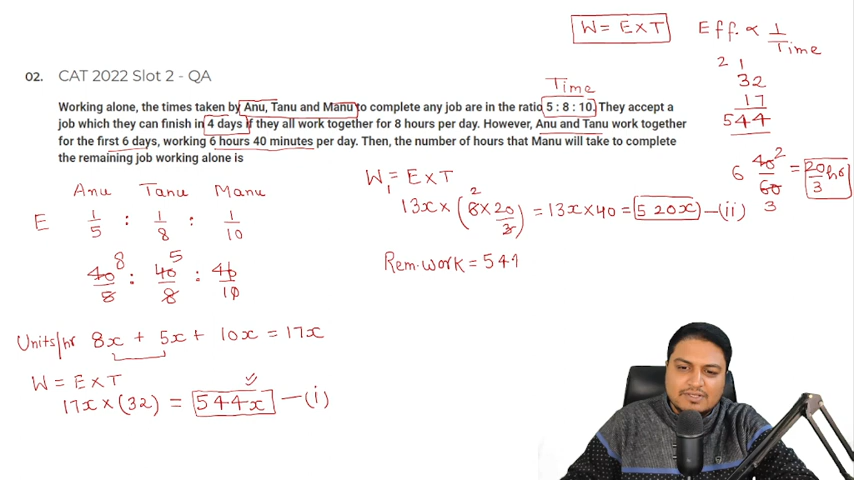 W = E×T
Eff. ∝ 1/Time
2 1
32
17
544
02. CAT 2022 Slot 2 - QA
Time
Working alone, the times taken by Anu, Tanu and Manu to complete any job are in the ratio 5 : 8 : 10. They accept a
job which they can finish in 4 days if they all work together for 8 hours per day. However, Anu and Tanu work together
for the first 6 days, working 6 hours 40 minutes per day. Then, the number of hours that Manu will take to complete
the remaining job working alone is
6 40 2/60 3 = 20/3 hr
W1 = E×T
13x × (8 2 × 20/3) = 13x × 40 = 520x —(ii)
Rem. work = 544
Anu Tanu Manu
E 1/5 : 1/8 : 1/10
40 8/5 : 40 5/8 : 40/10
Units/hr 8x + 5x + 10x = 17x
W = E×T
17x × (32) = 544x —(i)